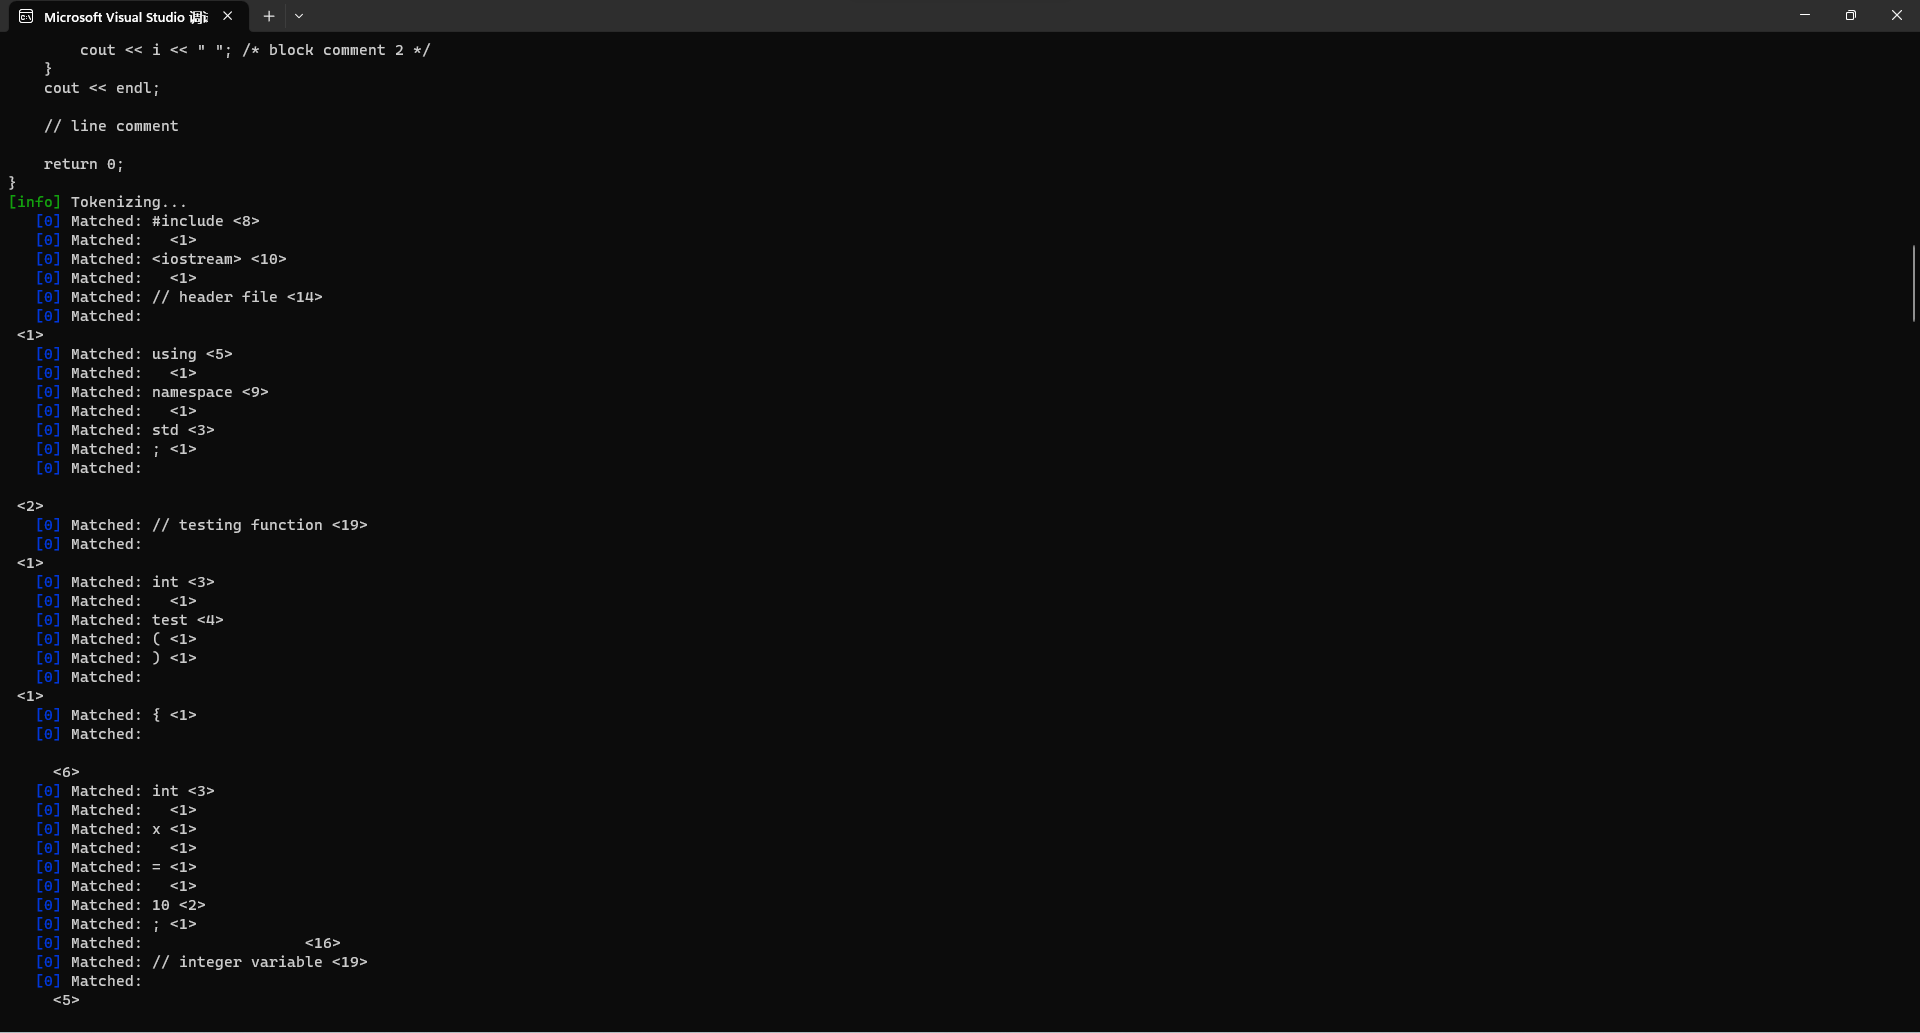 Microsoft Visual Studio 调试
cout << i << " "; /* block comment 2 */
}
cout << endl;
// line comment
return 0;
}
[info] Tokenizing...
[0] Matched: #include <8>
[0] Matched:   <1>
[0] Matched: <iostream> <10>
[0] Matched:   <1>
[0] Matched: // header file <14>
[0] Matched:
<1>
[0] Matched: using <5>
[0] Matched:   <1>
[0] Matched: namespace <9>
[0] Matched:   <1>
[0] Matched: std <3>
[0] Matched: ; <1>
[0] Matched:
<2>
[0] Matched: // testing function <19>
[0] Matched:
<1>
[0] Matched: int <3>
[0] Matched:   <1>
[0] Matched: test <4>
[0] Matched: ( <1>
[0] Matched: ) <1>
[0] Matched:
<1>
[0] Matched: { <1>
[0] Matched:
<6>
[0] Matched: int <3>
[0] Matched:   <1>
[0] Matched: x <1>
[0] Matched:   <1>
[0] Matched: = <1>
[0] Matched:   <1>
[0] Matched: 10 <2>
[0] Matched: ; <1>
[0] Matched:                  <16>
[0] Matched: // integer variable <19>
[0] Matched:
<5>